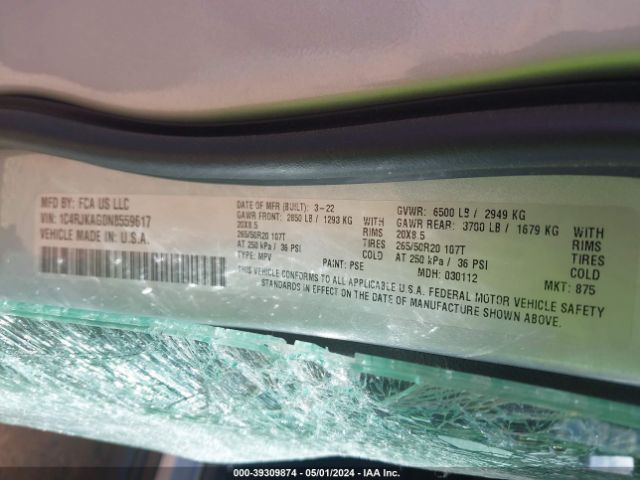 MFD BY: FCA US LLC
VIN: 1C4RJKAG0N8559617
VEHICLE MADE IN U.S.A.
DATE OF MFR (BUILT): 3-22
GAWR FRONT: 2850 LB / 1293 KG
20X8.5 RIMS
265/50R20 107T TIRES
AT 250 kPa / 36 PSI COLD
TYPE: MPV PAINT: PSE
GVWR: 6500 LB / 2949 KG
GAWR REAR: 3700 LB / 1679 KG
20X8.5 RIMS
265/50R20 107T TIRES
AT 250 kPa / 36 PSI COLD
MDH: 030112 MKT: 875
THIS VEHICLE CONFORMS TO ALL APPLICABLE U.S.A. FEDERAL MOTOR VEHICLE SAFETY
STANDARDS IN EFFECT ON THE DATE OF MANUFACTURE SHOWN ABOVE.
000-39309874 / 05/01/2024 / IAA Inc.